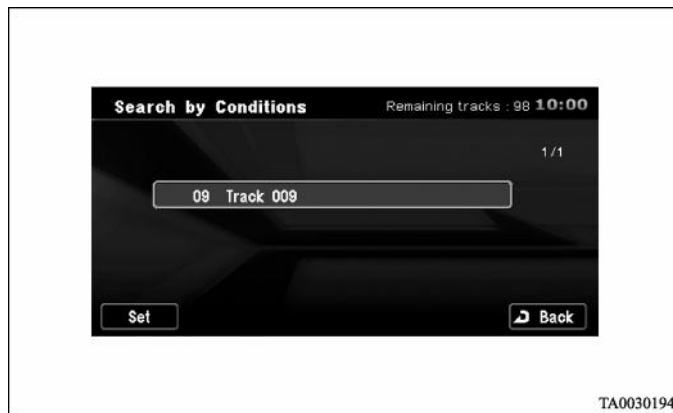 Search by Conditions Remaining tracks : 98 10:00
1/1
09 Track 009
Set Back
TA0030194